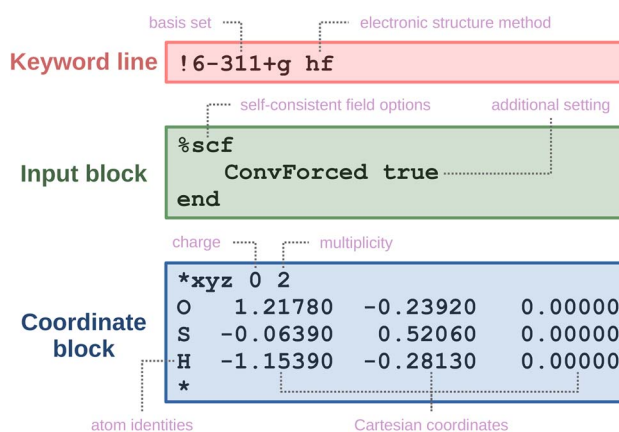 basis set electronic structure method
Keyword line !6-311+g hf
self-consistent field options additional setting
%scf
Input block ConvForced true
end
charge multiplicity
*xyz 0 2
O 1.21780 -0.23920 0.00000
Coordinate
S -0.06390 0.52060 0.00000
block
H -1.15390 -0.28130 0.00000
*
atom identities Cartesian coordinates